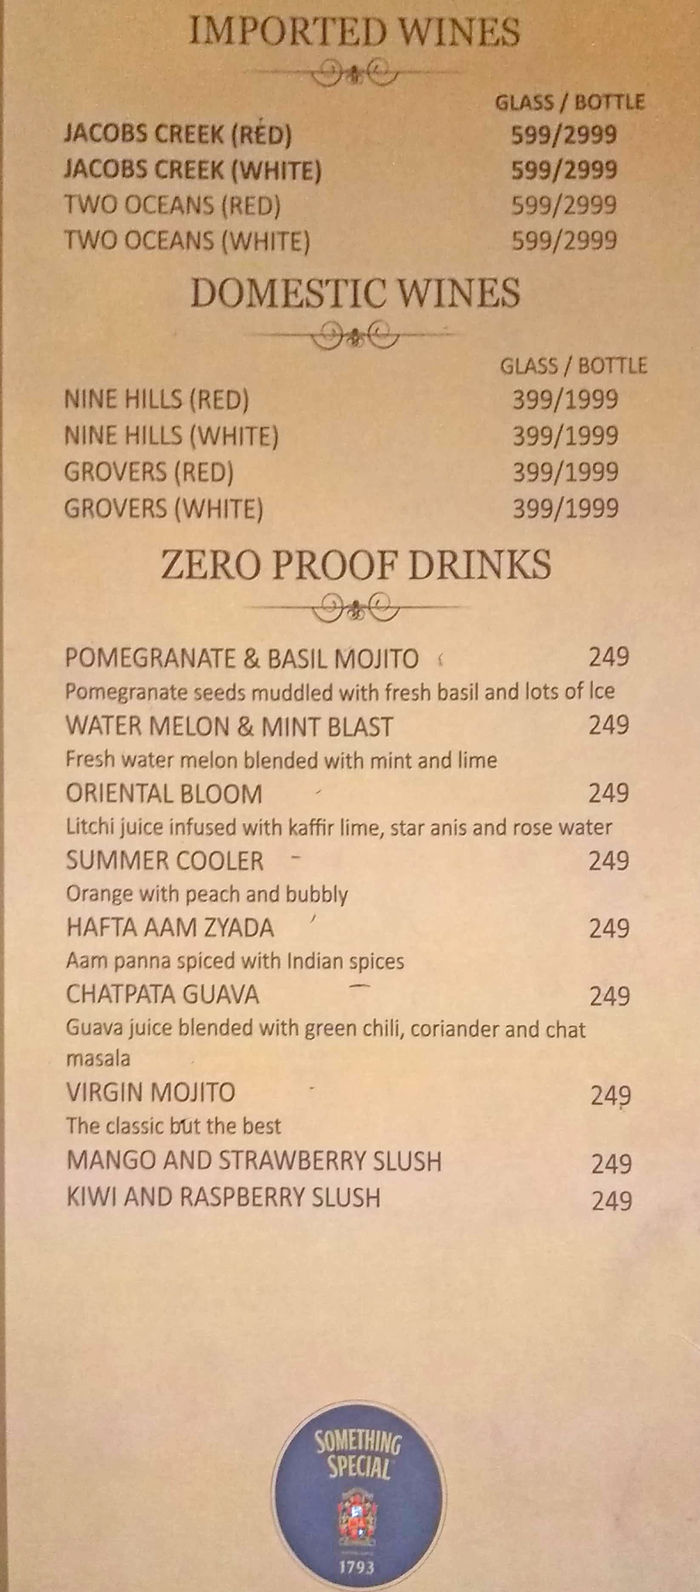 IMPORTED WINES
GLASS / BOTTLE
JACOBS CREEK (RED) 599/2999
JACOBS CREEK (WHITE) 599/2999
TWO OCEANS (RED) 599/2999
TWO OCEANS (WHITE) 599/2999
DOMESTIC WINES
GLASS / BOTTLE
NINE HILLS (RED) 399/1999
NINE HILLS (WHITE) 399/1999
GROVERS (RED) 399/1999
GROVERS (WHITE) 399/1999
ZERO PROOF DRINKS
POMEGRANATE & BASIL MOJITO 249
Pomegranate seeds muddled with fresh basil and lots of Ice
WATER MELON & MINT BLAST 249
Fresh water melon blended with mint and lime
ORIENTAL BLOOM 249
Litchi juice infused with kaffir lime, star anis and rose water
SUMMER COOLER 249
Orange with peach and bubbly
HAFTA AAM ZYADA 249
Aam panna spiced with Indian spices
CHATPATA GUAVA 249
Guava juice blended with green chili, coriander and chat
masala
VIRGIN MOJITO 249
The classic but the best
MANGO AND STRAWBERRY SLUSH 249
KIWI AND RASPBERRY SLUSH 249
SOMETHING
SPECIAL
1793